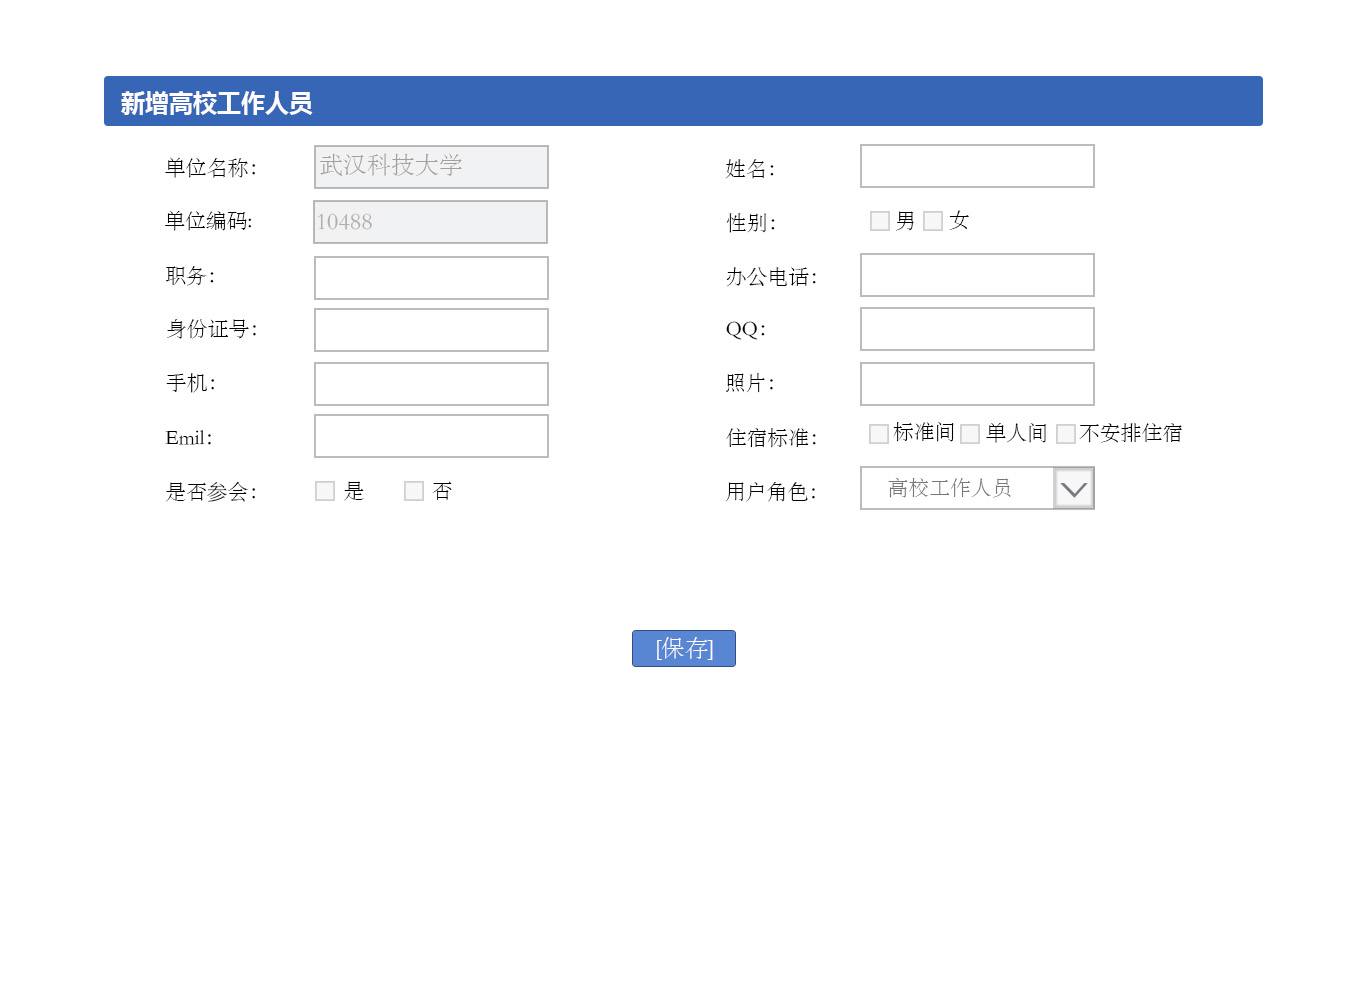 新增高校工作人员
单位名称： 武汉科技大学 姓名：
单位编码: 10488 性别： 男 女
职务： 办公电话：
身份证号： QQ：
手机： 照片：
Emil： 住宿标准： 标准间 单人间 不安排住宿
是否参会： 是 否 用户角色： 高校工作人员
[保存]